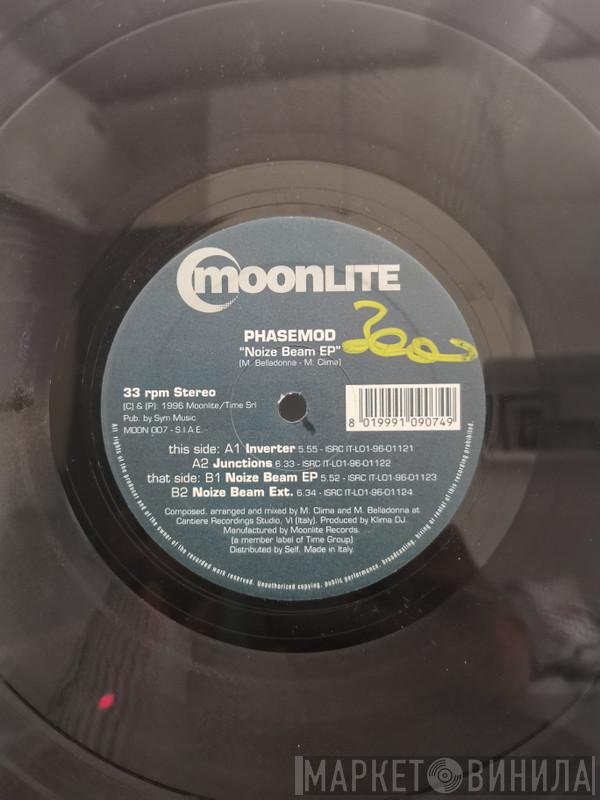 moonlite
PHASEMOD
"Noize Beam EP"
(M. Belladonna - M. Clima)
33 rpm Stereo
(C) & (P): 1996 Moonlite/Time Srl
Pub. by Sym Music
MOON 007 - S.I.A.E.
8 019991 090749
this side: A1 Inverter 5.55 - ISRC IT-L01-96-01121
A2 Junctions 6.33 - ISRC IT-L01-96-01122
that side: B1 Noize Beam EP 5.52 - ISRC IT-L01-96-01123
B2 Noize Beam Ext. 6.34 - ISRC IT-L01-96-01124
Composed, arranged and mixed by M. Clima and M. Belladonna at
Cantiere Recordings Studio, VI (Italy). Produced by Klima DJ.
Manufactured by Moonlite Records.
(a member label of Time Group)
Distributed by Self. Made in Italy.
All rights of the producer and of the owner of the recorded work reserved. Unauthorized copying, public performance, broadcasting, hiring or rental of this recording prohibited.
МАРКЕТ ВИНИЛА